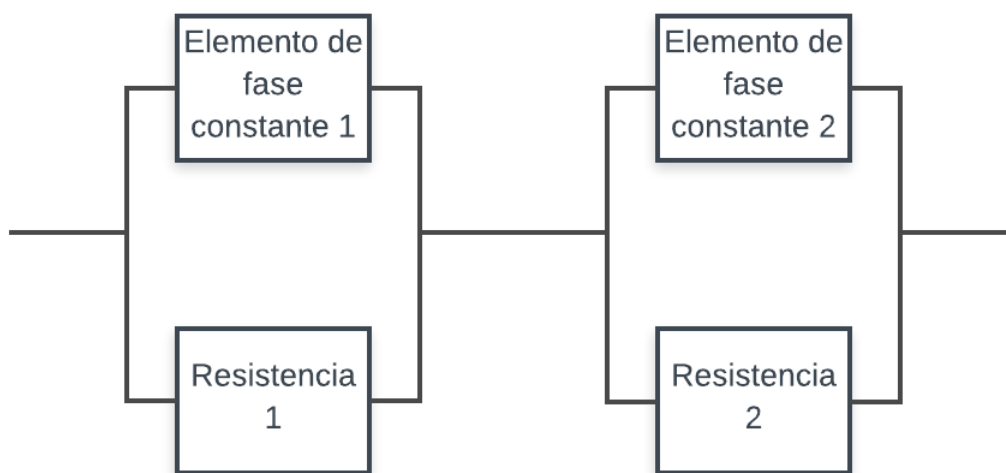 Elemento de
fase
constante 1
Elemento de
fase
constante 2
Resistencia
1
Resistencia
2